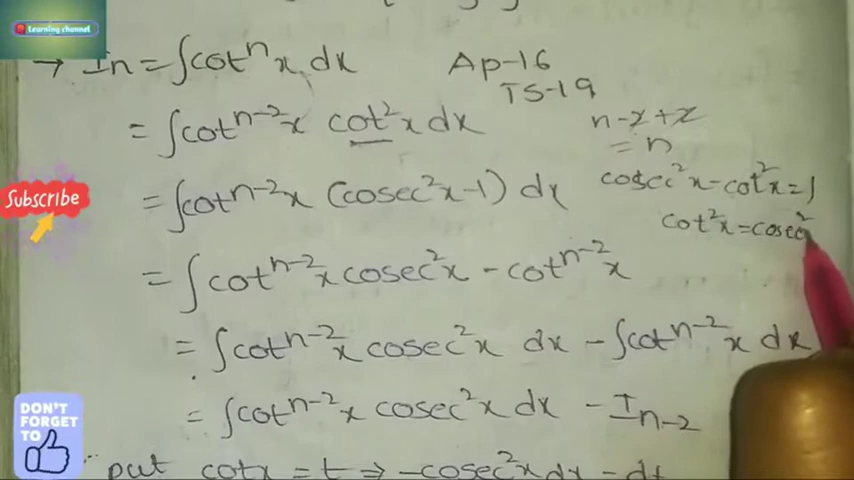 Learning channel
→ In = ∫cotⁿx dx
AP-16
TS-19
= ∫cotⁿ⁻²x cot²x dx
n-2+2
= n
= ∫cotⁿ⁻²x (cosec²x-1) dx
cosec²x-cot²x=1
cot²x=cosec²
= ∫cotⁿ⁻²x cosec²x - cotⁿ⁻²x
= ∫cotⁿ⁻²x cosec²x dx - ∫cotⁿ⁻²x dx
= ∫cotⁿ⁻²x cosec²x dx - Iₙ₋₂
put cotx = t ⇒ -cosec²x dx = dt
Subscribe
DON'T
FORGET
TO